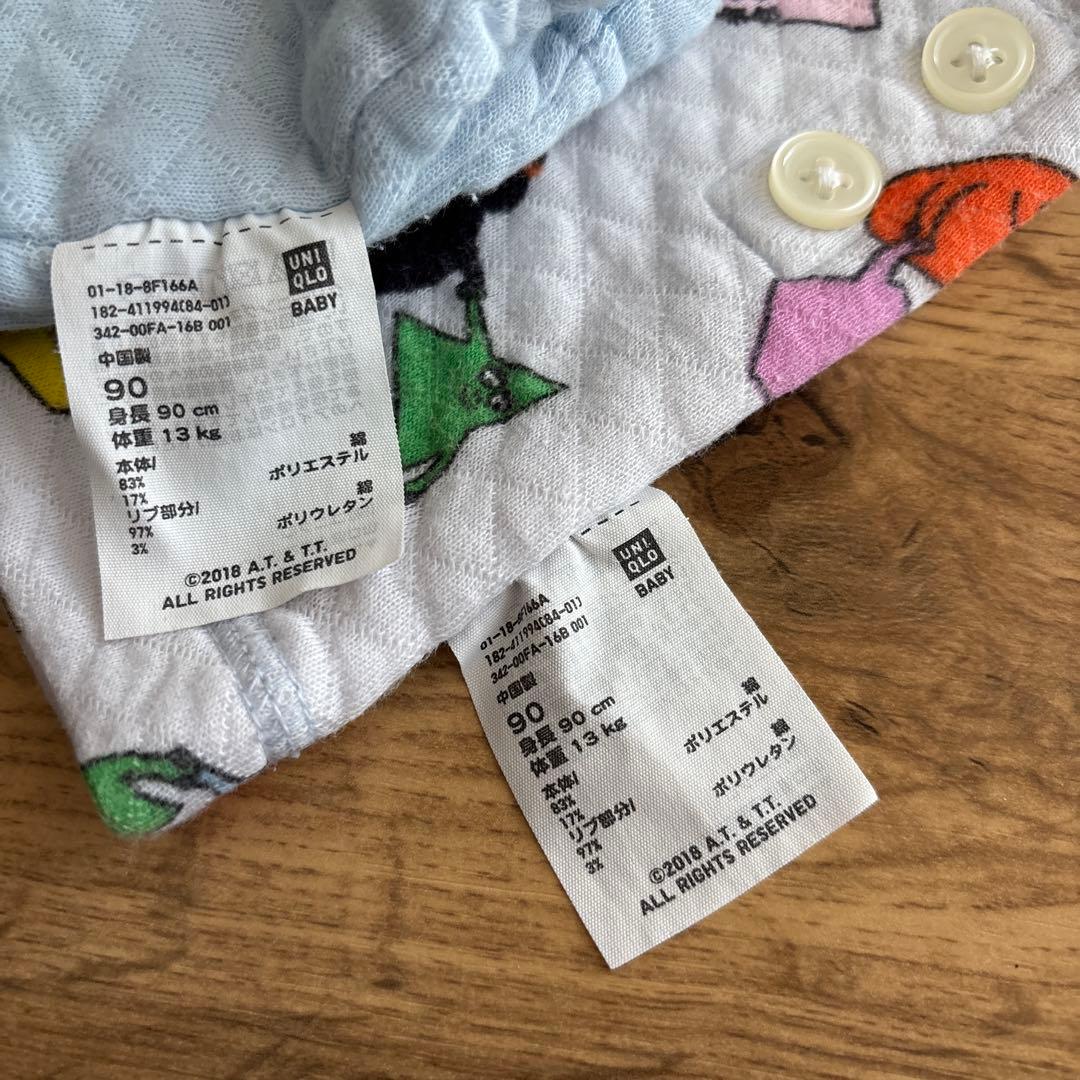 UNI
QLO
BABY
01-18-8F166A
182-411994(84-01)
342-00FA-16B 001
中国製
90
身長 90 cm
体重 13 kg
本体/
綿
83%
ポリエステル
17%
リブ部分/
綿
97%
ポリウレタン
3%
©2018 A.T. & T.T.
ALL RIGHTS RESERVED
UNI
QLO
BABY
01-18-8F166A
182-411994(84-01)
342-00FA-16B 001
中国製
90
身長 90 cm
体重 13 kg
本体/
綿
83%
ポリエステル
17%
リブ部分/
綿
97%
ポリウレタン
3%
©2018 A.T. & T.T.
ALL RIGHTS RESERVED